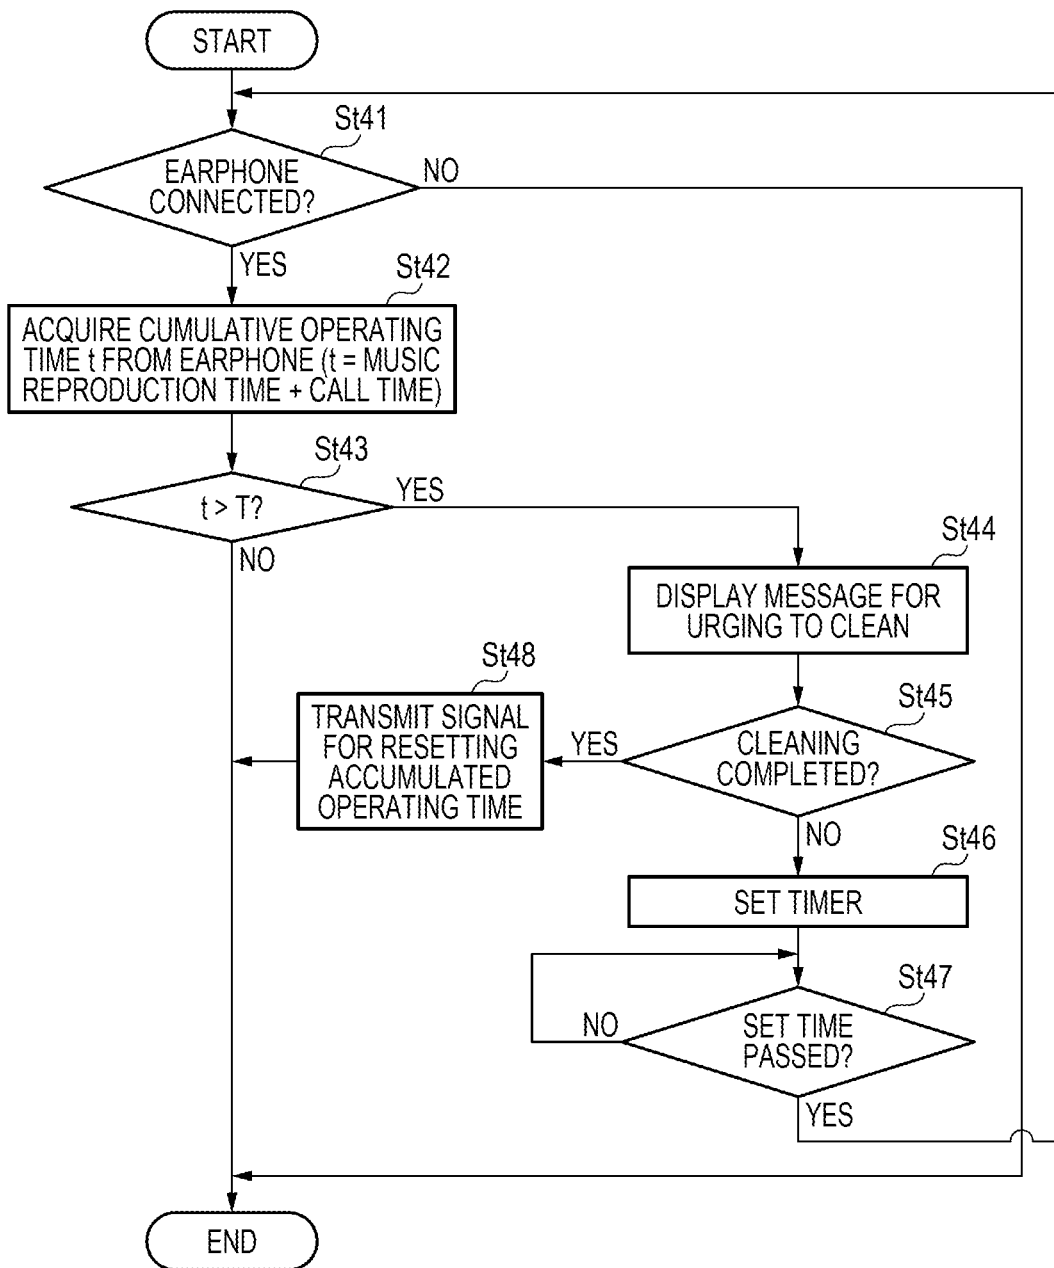 START
St41
EARPHONE
CONNECTED?
NO
YES
St42
ACQUIRE CUMULATIVE OPERATING
TIME t FROM EARPHONE (t = MUSIC
REPRODUCTION TIME + CALL TIME)
St43
t > T?
YES
NO
St44
DISPLAY MESSAGE FOR
URGING TO CLEAN
St48
TRANSMIT SIGNAL
FOR RESETTING
ACCUMULATED
OPERATING TIME
St45
YES
CLEANING
COMPLETED?
NO
St46
SET TIMER
St47
NO
SET TIME
PASSED?
YES
END